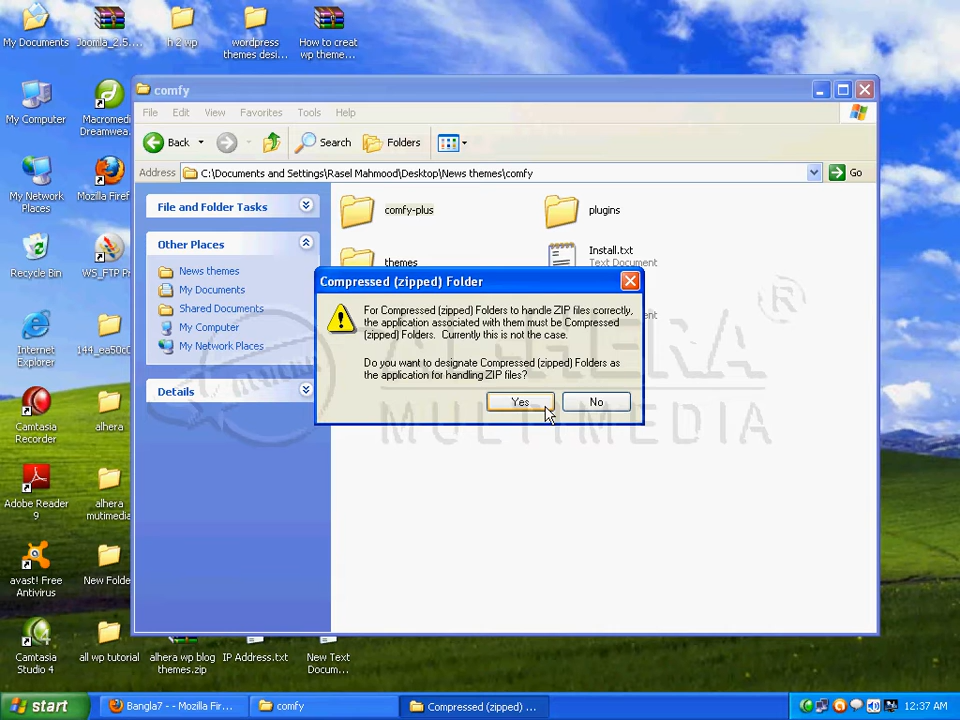 My Documents
Joomla_2.5....
h 2 wp
wordpress
themes desi...
How to creat
wp theme...
comfy
File Edit View Favorites Tools Help
Back Search Folders
Address C:\Documents and Settings\Rasel Mahmood\Desktop\News themes\comfy Go
My Computer
Macromedi
Dreamwea.
File and Folder Tasks
comfy-plus
plugins
My Network
Places
Mozilla Firef
Other Places
News themes
My Documents
Shared Documents
My Computer
My Network Places
Details
themes
Install.txt
Text Document
Recycle Bin
WS_FTP Pr
Compressed (zipped) Folder
For Compressed (zipped) Folders to handle ZIP files correctly,
the application associated with them must be Compressed
(zipped) Folders. Currently this is not the case.
Do you want to designate Compressed (zipped) Folders as
the application for handling ZIP files?
Yes No
MULTIMEDIA
Internet
Explorer
144_ea50c0
Camtasia
Recorder
alhera
Adobe Reader
9
alhera
mutimedia
avast! Free
Antivirus
New Folde
Camtasia
Studio 4
all wp tutorial
alhera wp blog
themes.zip
IP Address.txt
New Text
Docum...
start
Bangla7 - - Mozilla Fir...
comfy
Compressed (zipped) ...
12:37 AM